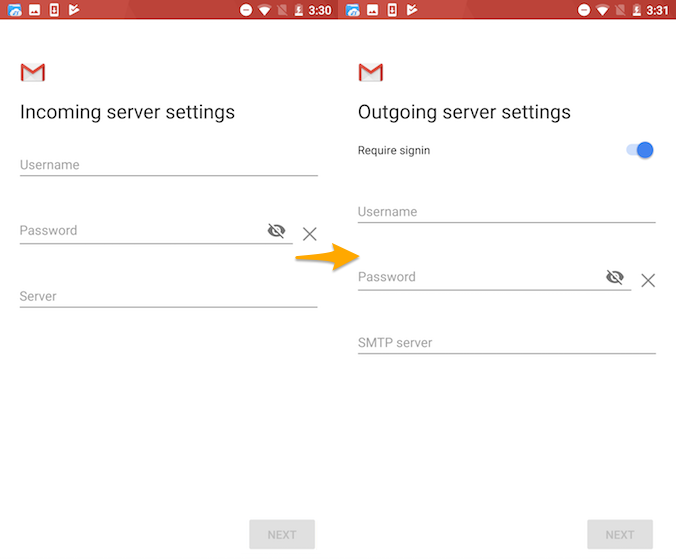 3:30
Incoming server settings
Username
Password
Server
NEXT
3:31
Outgoing server settings
Require signin
Username
Password
SMTP server
NEXT